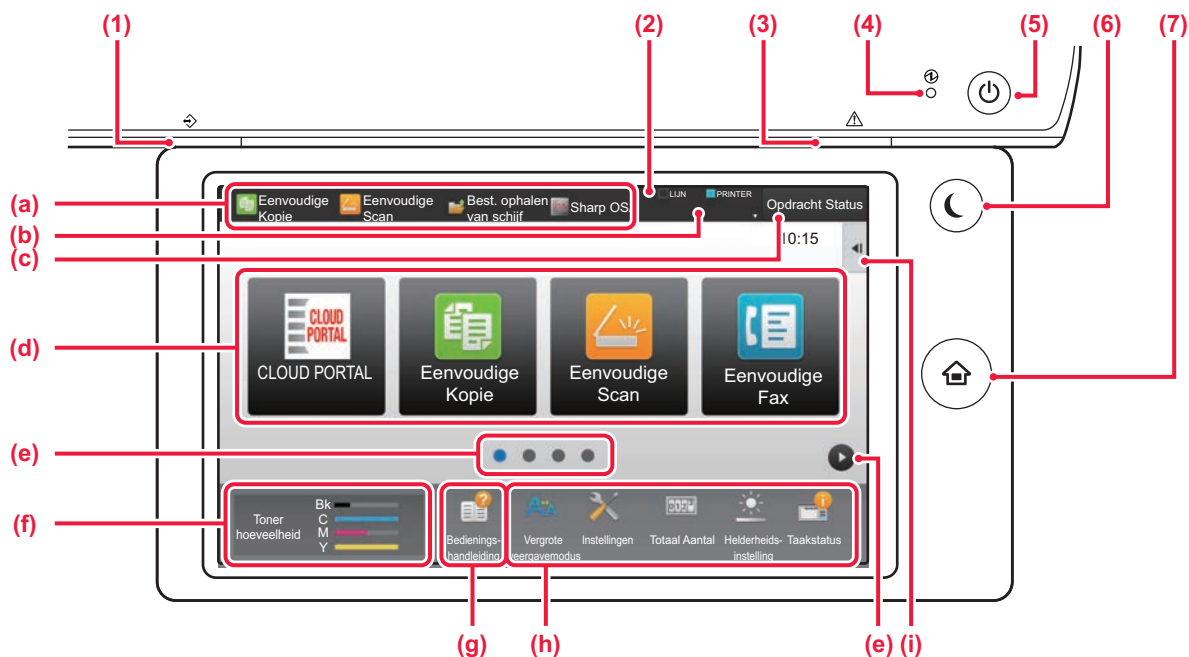 (1)
(2)
(3)
(4)
(5)
(6)
(7)
(a)
Eenvoudige
Kopie
Eenvoudige
Scan
Best. ophalen
van schijf
Sharp OS
LIJN
PRINTER
Opdracht Status
(b)
(c)
10:15
(d)
CLOUD
PORTAL
CLOUD PORTAL
Eenvoudige
Kopie
Eenvoudige
Scan
Eenvoudige
Fax
(e)
(f)
Toner
hoeveelheid
Bk
C
M
Y
Bedienings-
handleiding
Vergrote
eergavemodus
Instellingen
Totaal Aantal
Helderheids-
instelling
Taakstatus
(g)
(h)
(e)
(i)